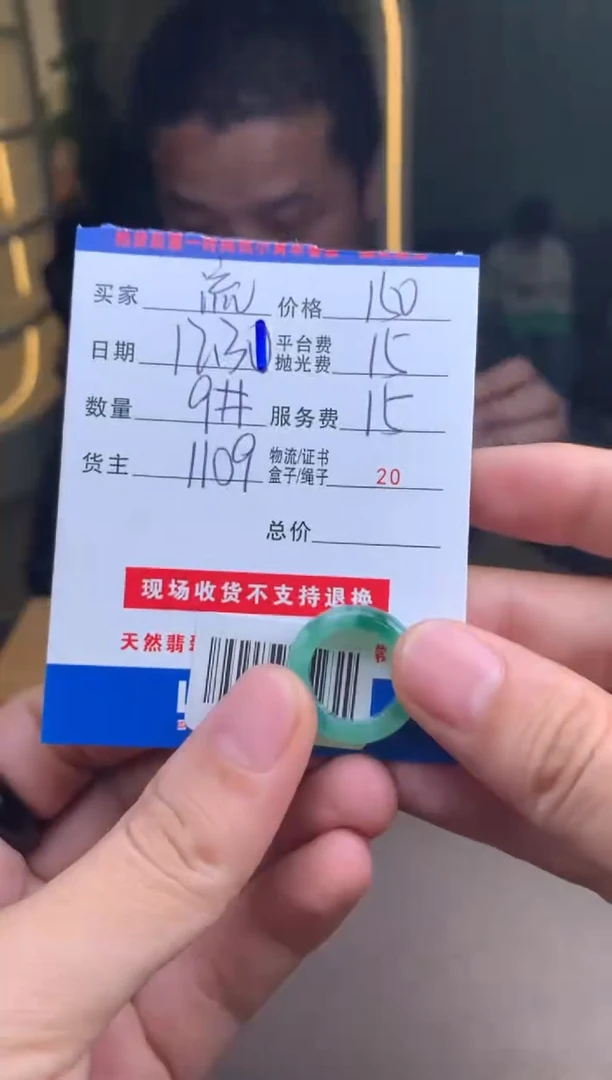 买家 流 价格 150
日期 12.31 平台费 抛光费 15
数量 9# 服务费 15
货主 1109 物流/证书 盒子/绳子 20
总价
现场收货不支持退换
天然翡